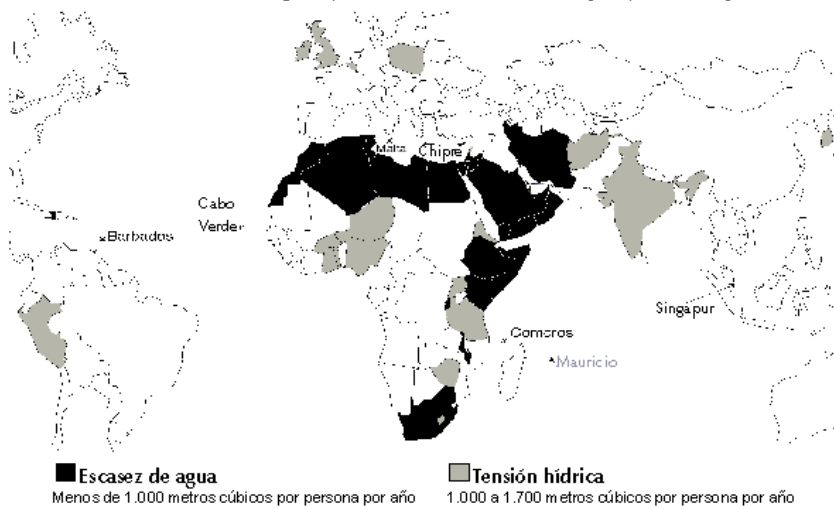 Malta
Chipre
Cabo
Verde
Barbados
Singapur
Comoros
Mauricio
Escasez de agua
Menos de 1.000 metros cúbicos por persona por año
Tensión hídrica
1.000 a 1.700 metros cúbicos por persona por año